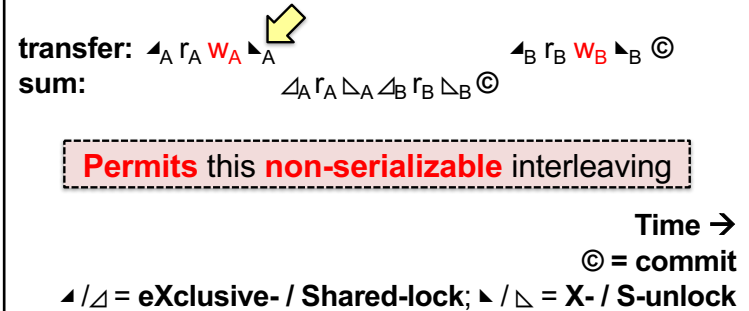 transfer: ◢A rA wA ◣A ◢B rB wB ◣B ©
sum: ◿A rA ◺A ◿B rB ◺B ©
Permits this non-serializable interleaving
Time →
© = commit
◢ /◿ = eXclusive- / Shared-lock; ◣ / ◺ = X- / S-unlock